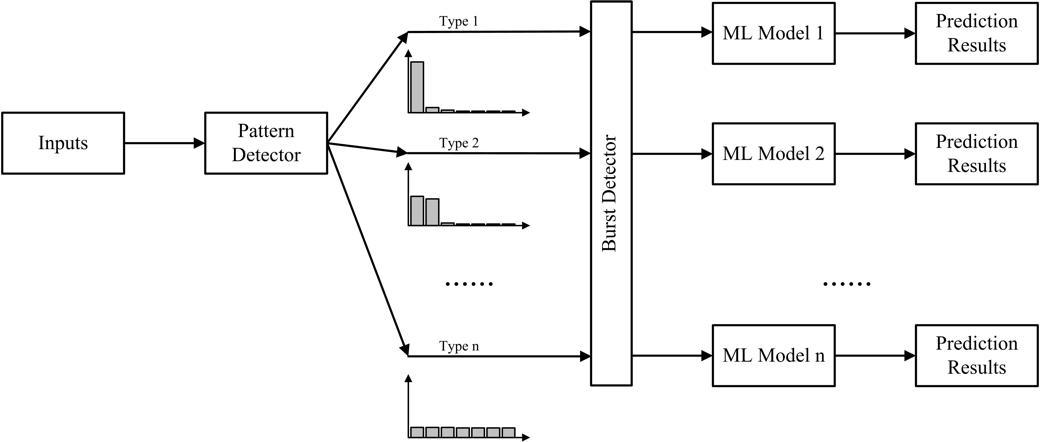 Type 1
ML Model 1
Prediction
Results
Inputs
Pattern
Detector
Type 2
Burst Detector
ML Model 2
Prediction
Results
......
......
Type n
ML Model n
Prediction
Results